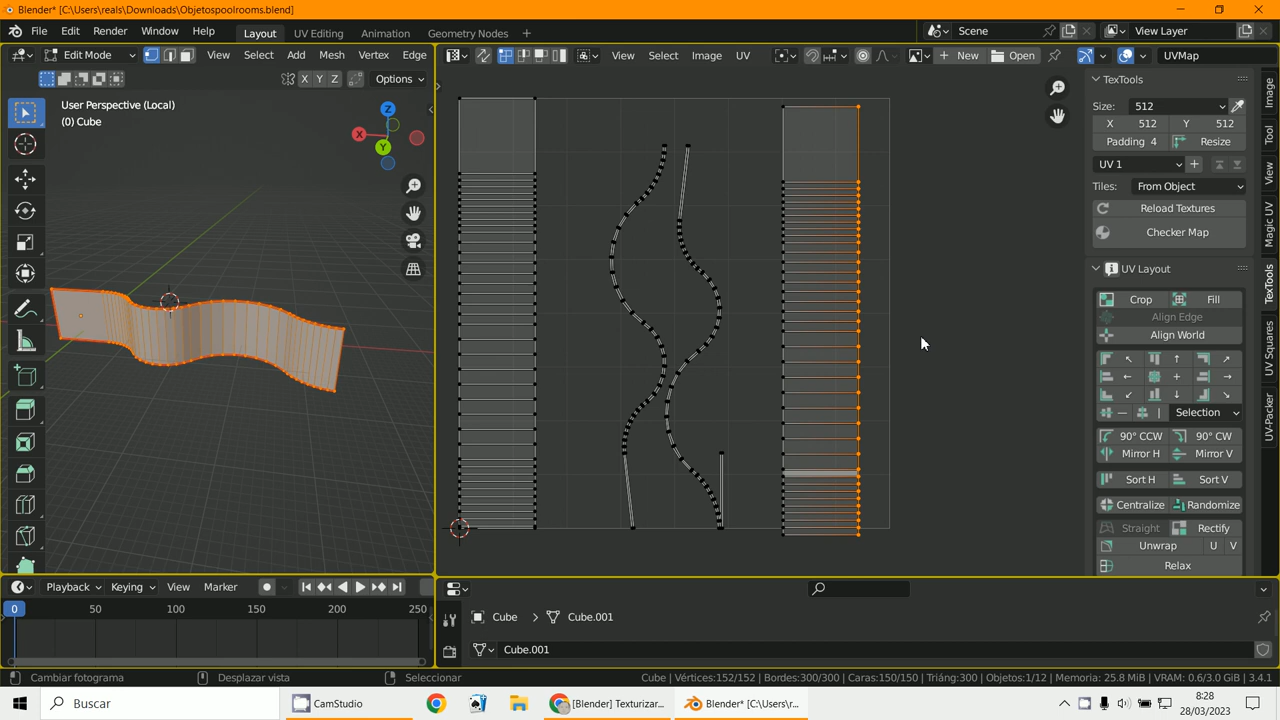 Blender* [C:\Users\reals\Downloads\Objetospoolrooms.blend]
File Edit Render Window Help Layout UV Editing Animation Geometry Nodes + Scene View Layer
Edit Mode View Select Add Mesh Vertex Edge
View Select Image UV New Open UVMap
X Y Z Options
User Perspective (Local)
(0) Cube
Z
X
Y
TexTools
Size: 512
X 512 Y 512
Padding 4 Resize
UV 1
Tiles: From Object
Reload Textures
Checker Map
UV Layout
Crop Fill
Align Edge
Align World
Selection
90° CCW 90° CW
Mirror H Mirror V
Sort H Sort V
Centralize Randomize
Straight Rectify
Unwrap U V
Relax
Image
Tool
View
Magic UV
TexTools
UV Squares
UV-Packer
Playback Keying View Marker
0 50 100 150 200 250
Cube > Cube.001
Cube.001
Cambiar fotograma Desplazar vista Seleccionar
Cube | Vértices:152/152 | Bordes:300/300 | Caras:150/150 | Triáng:300 | Objetos:1/12 | Memoria: 25.8 MiB | VRAM: 0.6/3.0 GiB | 3.4.1
Buscar
CamStudio
[Blender] Texturizar...
Blender* [C:\Users\r...
8:28
28/03/2023